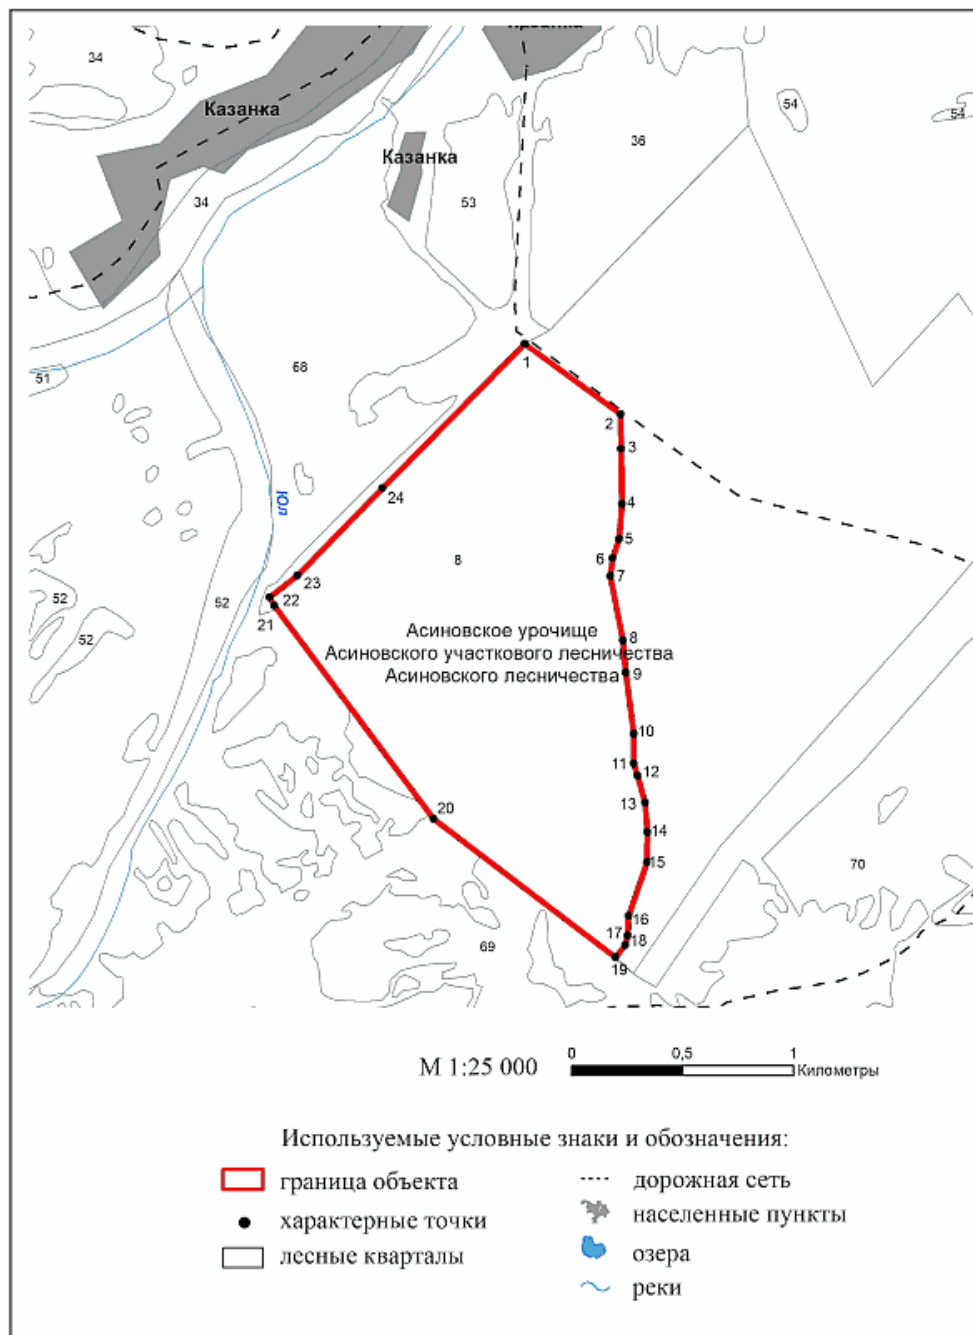 Казанка
34
54
54
Казанка
36
Казанка
34
53
68
51
1
2
3
Юл
24
4
5
6
8
7
23
52
52
22
21
52
8
Асиновское урочище
Асиновского участкового лесничества
Асиновского лесничества
9
10
11
12
13
20
14
15
70
16
17
18
69
19
М 1:25 000
0 0,5 1
Километры
Используемые условные знаки и обозначения:
граница объекта
дорожная сеть
характерные точки
населенные пункты
лесные кварталы
озера
реки